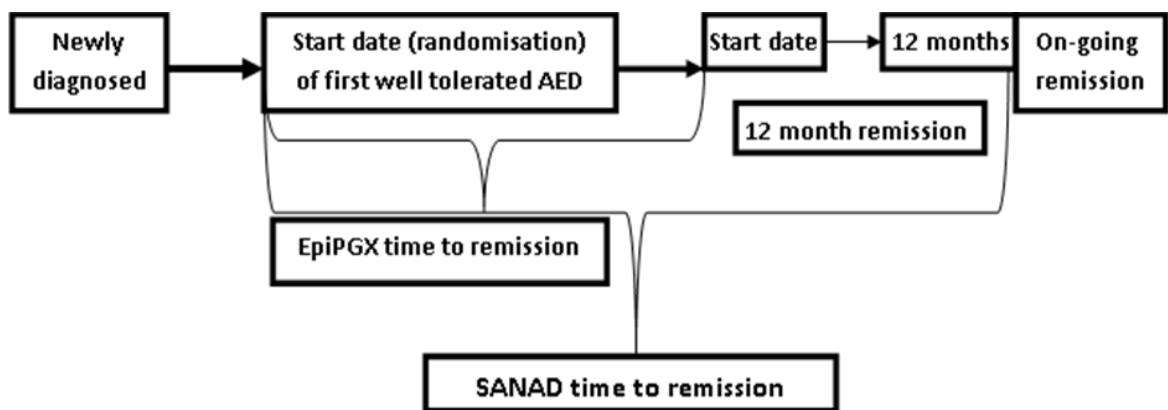 Newly
diagnosed
Start date (randomisation)
of first well tolerated AED
Start date
12 months
On-going
remission
12 month remission
EpiPGX time to remission
SANAD time to remission